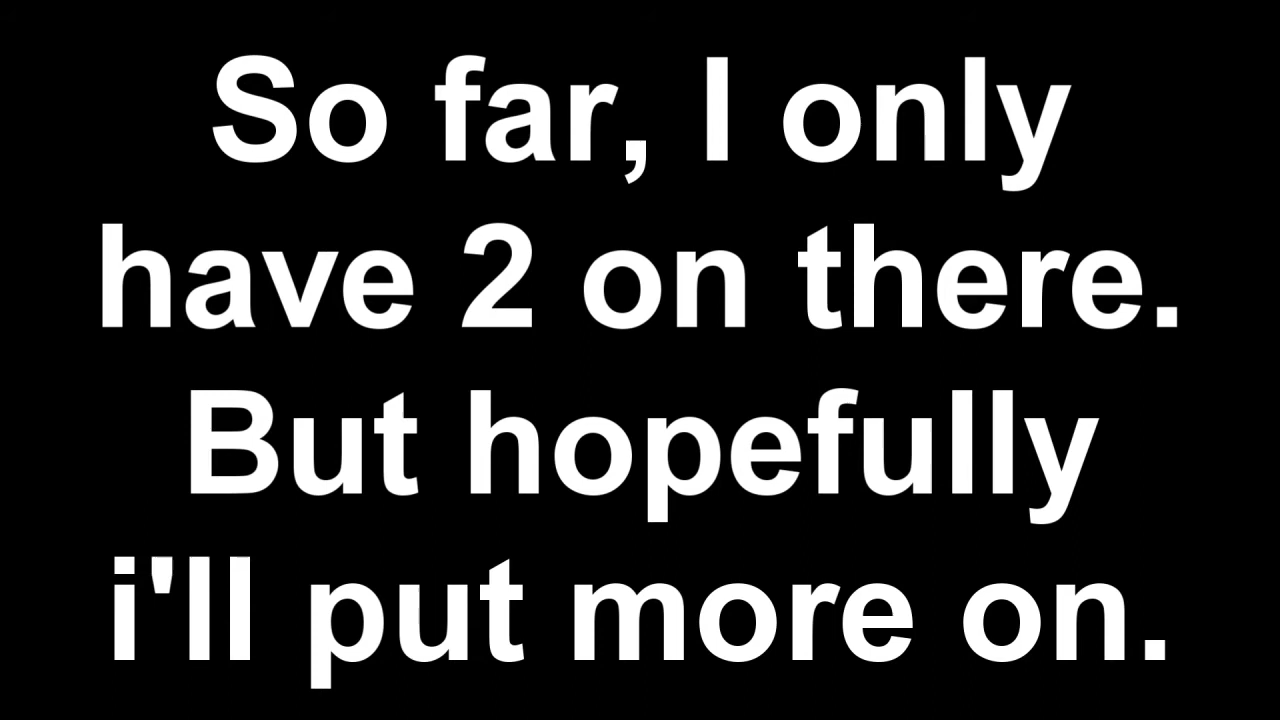 So far, I only
have 2 on there.
But hopefully
i'll put more on.